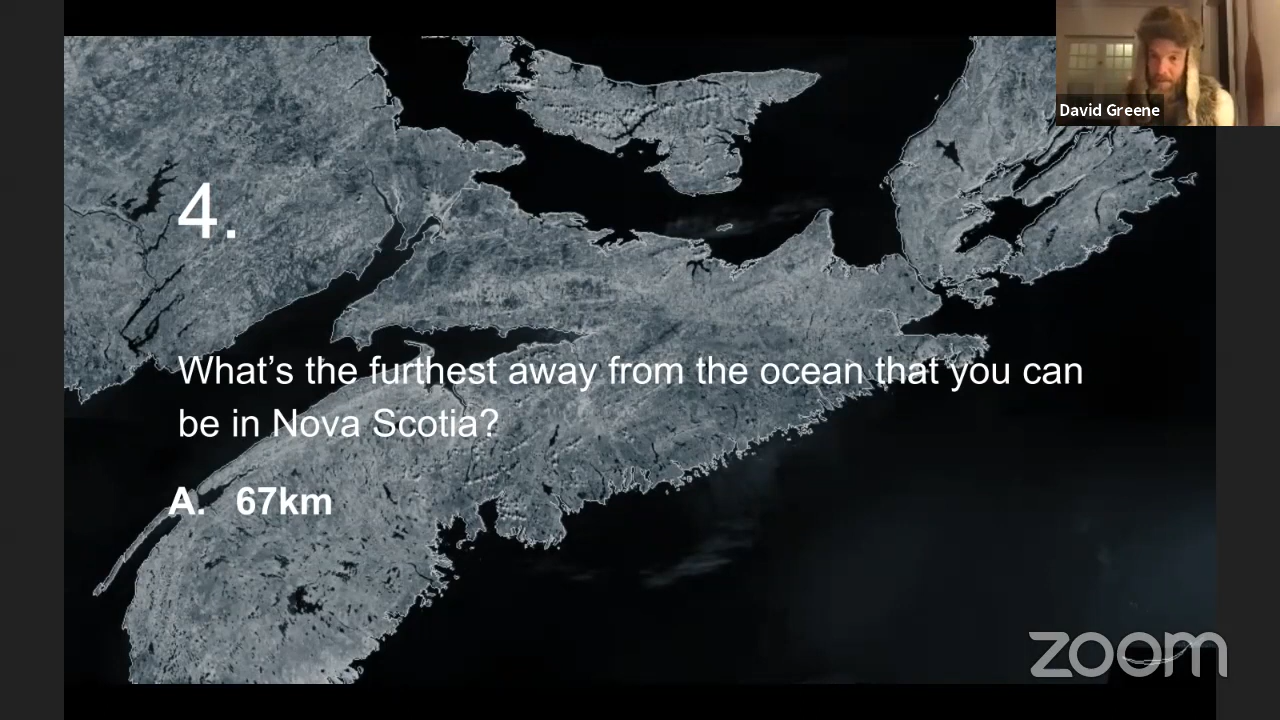 David Greene
4.
What’s the furthest away from the ocean that you can
be in Nova Scotia?
A. 67km
zoom